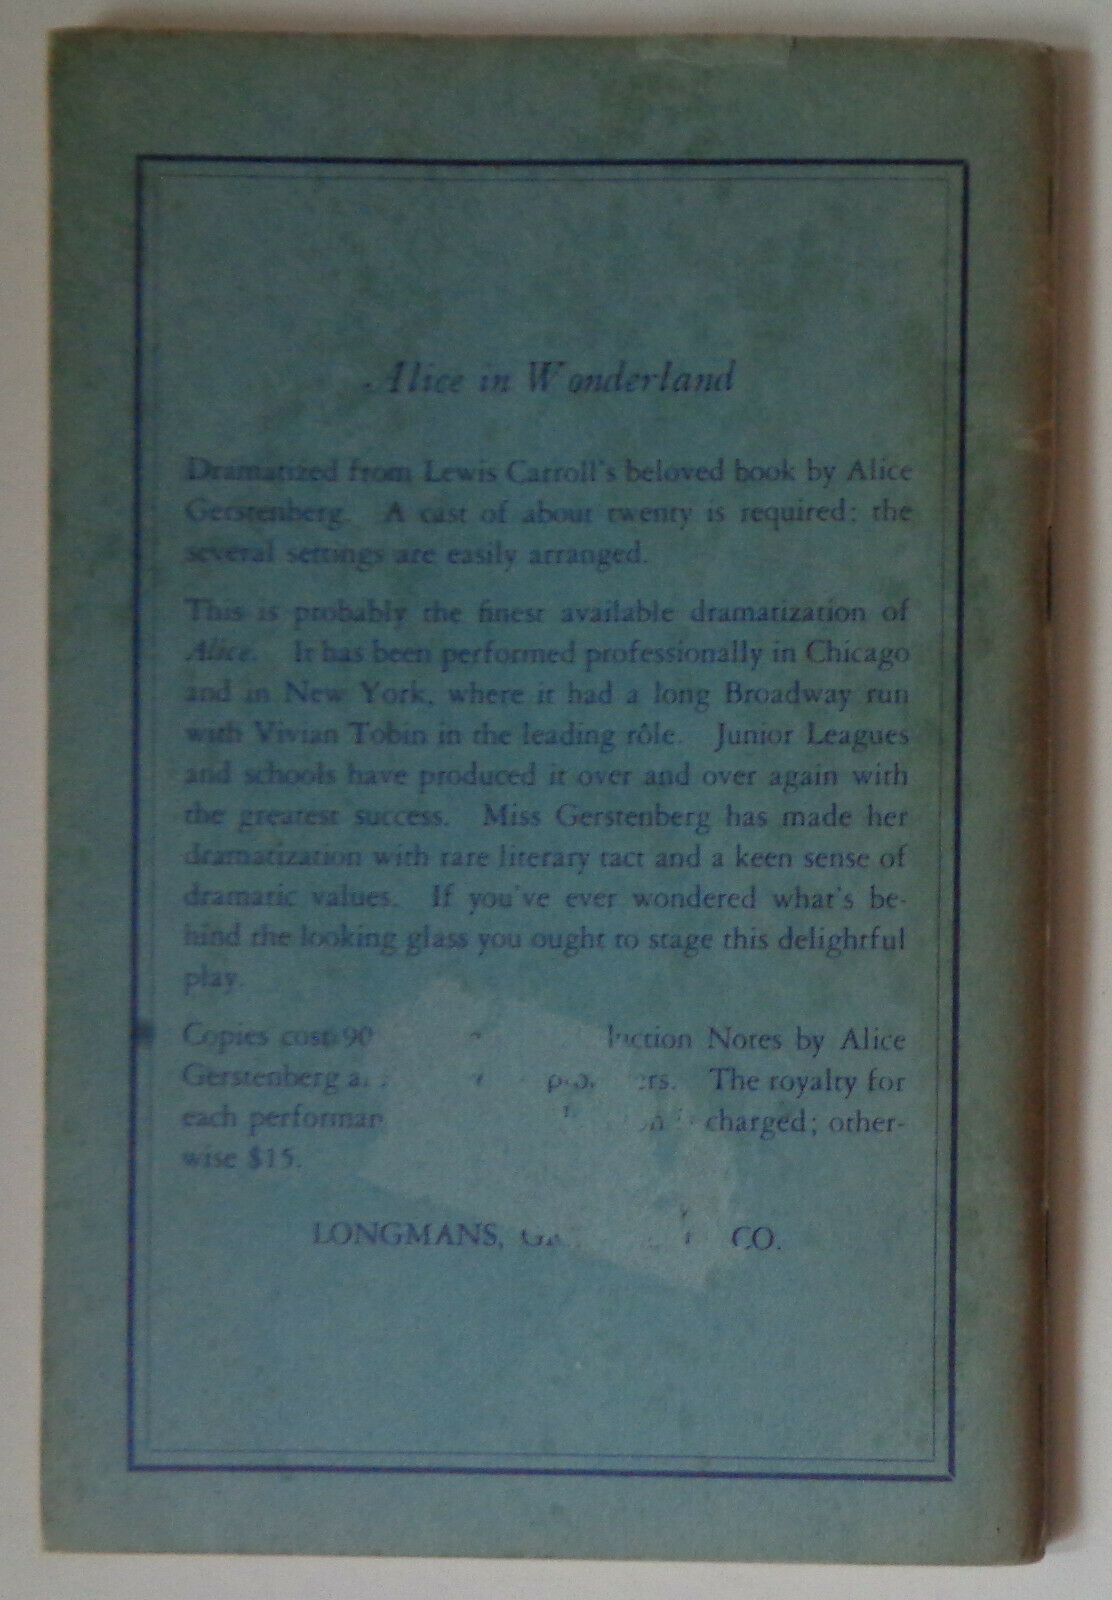 Alice in Wonderland
Dramatized from Lewis Carroll's beloved book by Alice
Gerstenberg. A cast of about twenty is required; the
several settings are easily arranged.
This is probably the finest available dramatization of
Alice. It has been performed professionally in Chicago
and in New York, where it had a long Broadway run
with Vivian Tobin in the leading rôle. Junior Leagues
and schools have produced it over and over again with
the greatest success. Miss Gerstenberg has made her
dramatization with rare literary tact and a keen sense of
dramatic values. If you've ever wondered what's be-
hind the looking glass you ought to stage this delightful
play.
Copies cost 90 Notes by Alice
Gerstenberg The royalty for
each charged; other-
wise $15.
LONGMANS, CO.